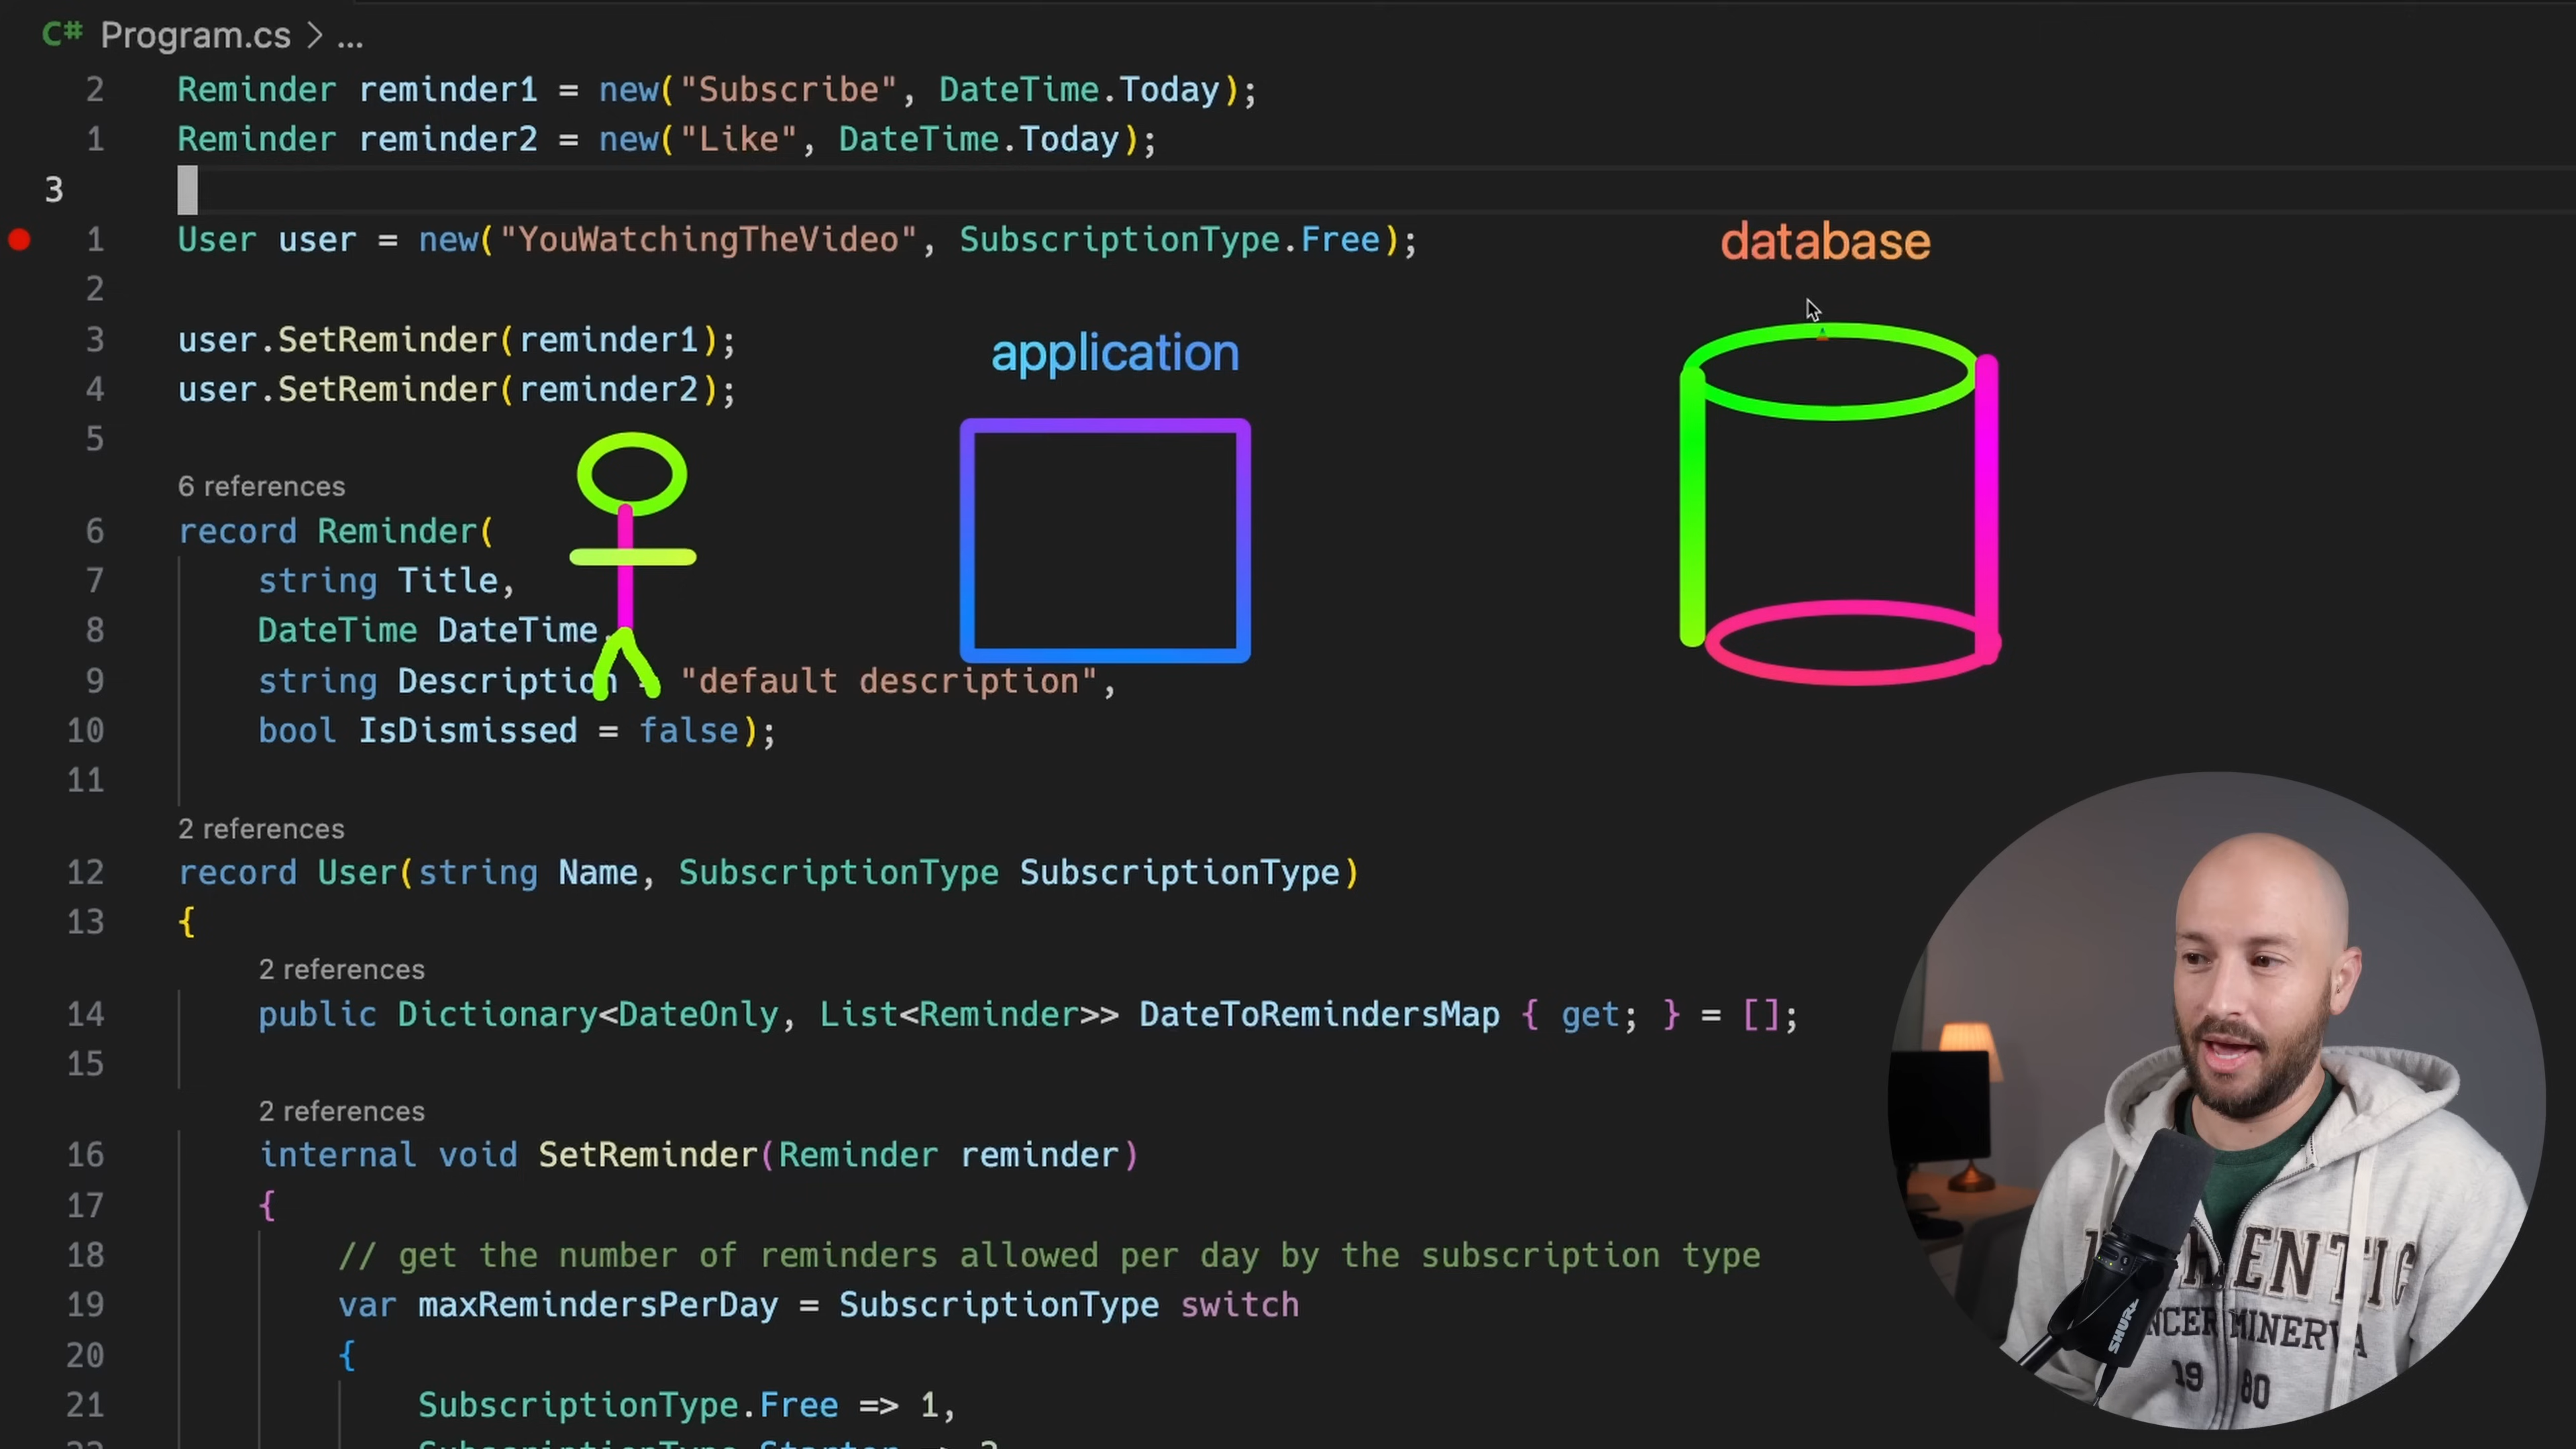 C# Program.cs > ...
2 Reminder reminder1 = new("Subscribe", DateTime.Today);
1 Reminder reminder2 = new("Like", DateTime.Today);
3
1 User user = new("YouWatchingTheVideo", SubscriptionType.Free);
database
2
3 user.SetReminder(reminder1);
application
4 user.SetReminder(reminder2);
5
6 references
6 record Reminder(
7 string Title,
8 DateTime DateTime,
9 string Description = "default description",
10 bool IsDismissed = false);
11
2 references
12 record User(string Name, SubscriptionType SubscriptionType)
13 {
2 references
14 public Dictionary<DateOnly, List<Reminder>> DateToRemindersMap { get; } = [];
15
2 references
16 internal void SetReminder(Reminder reminder)
17 {
18 // get the number of reminders allowed per day by the subscription type
19 var maxRemindersPerDay = SubscriptionType switch
20 {
21 SubscriptionType.Free => 1,
SHURE
MINERVA
19 80